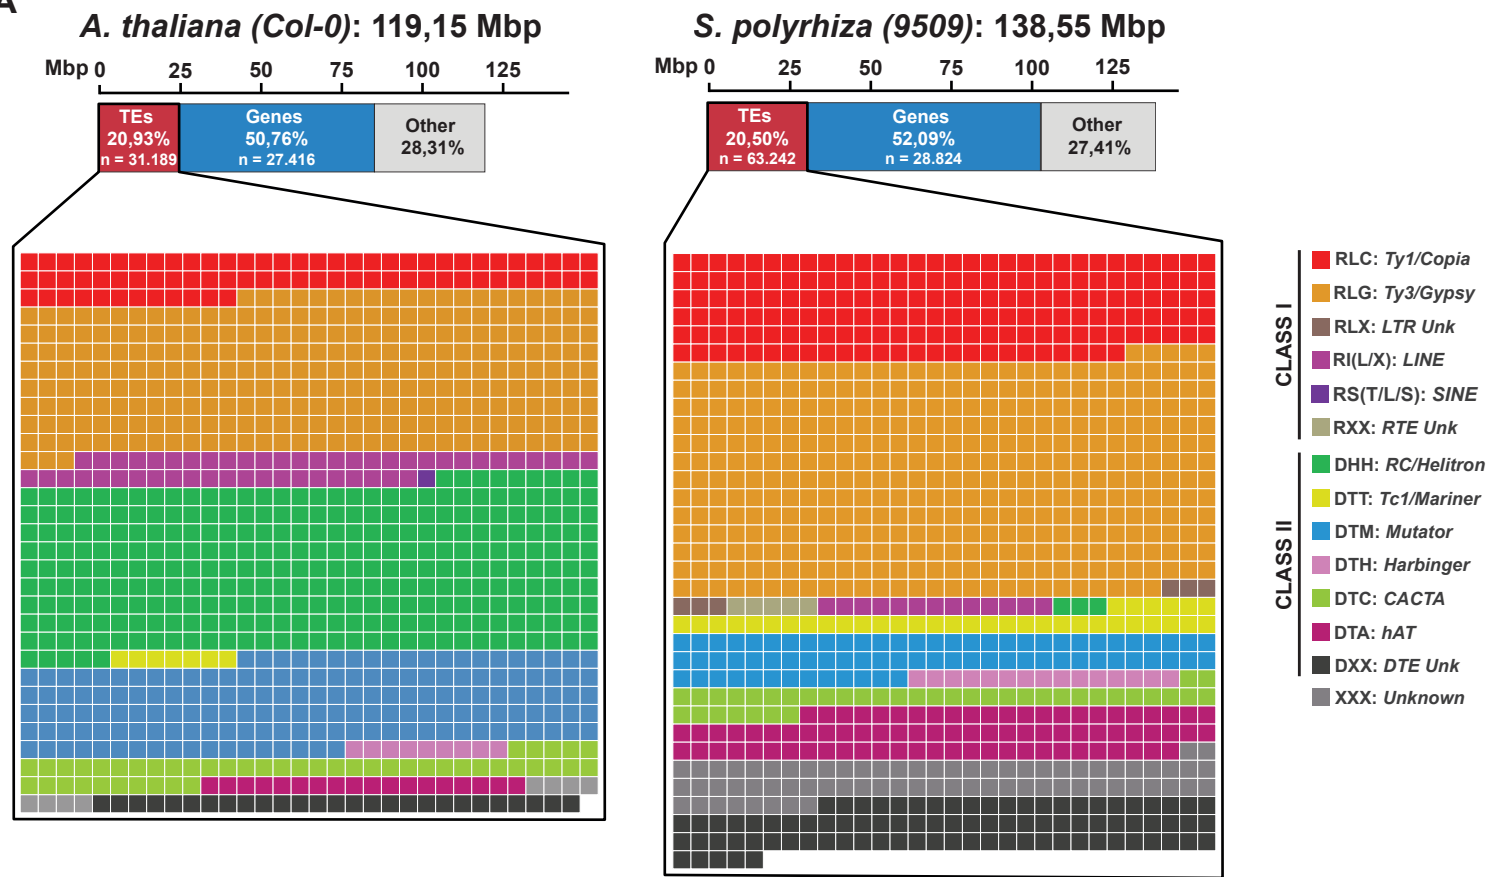 A
A. thaliana (Col-0): 119,15 Mbp
Mbp 0 25 50 75 100 125
TEs
20,93%
n = 31.189
Genes
50,76%
n = 27.416
Other
28,31%
S. polyrhiza (9509): 138,55 Mbp
Mbp 0 25 50 75 100 125
TEs
20,50%
n = 63.242
Genes
52,09%
n = 28.824
Other
27,41%
CLASS I
RLC: Ty1/Copia
RLG: Ty3/Gypsy
RLX: LTR Unk
RI(L/X): LINE
RS(T/L/S): SINE
RXX: RTE Unk
CLASS II
DHH: RC/Helitron
DTT: Tc1/Mariner
DTM: Mutator
DTH: Harbinger
DTC: CACTA
DTA: hAT
DXX: DTE Unk
XXX: Unknown